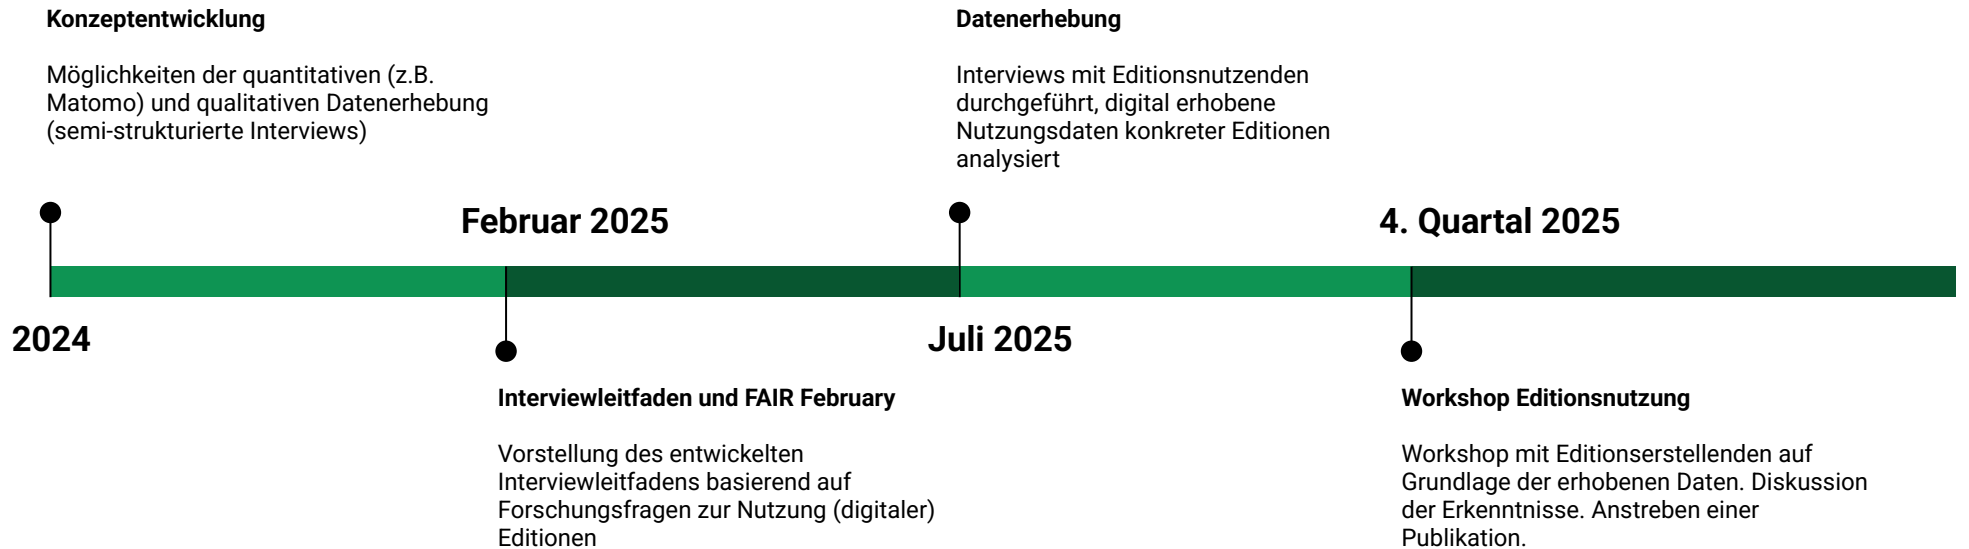 Konzeptentwicklung
Möglichkeiten der quantitativen (z.B.
Matomo) und qualitativen Datenerhebung
(semi-strukturierte Interviews)
Datenerhebung
Interviews mit Editionsnutzenden
durchgeführt, digital erhobene
Nutzungsdaten konkreter Editionen
analysiert
Februar 2025
4. Quartal 2025
2024
Juli 2025
Interviewleitfaden und FAIR February
Vorstellung des entwickelten
Interviewleitfadens basierend auf
Forschungsfragen zur Nutzung (digitaler)
Editionen
Workshop Editionsnutzung
Workshop mit Editionserstellenden auf
Grundlage der erhobenen Daten. Diskussion
der Erkenntnisse. Anstreben einer
Publikation.